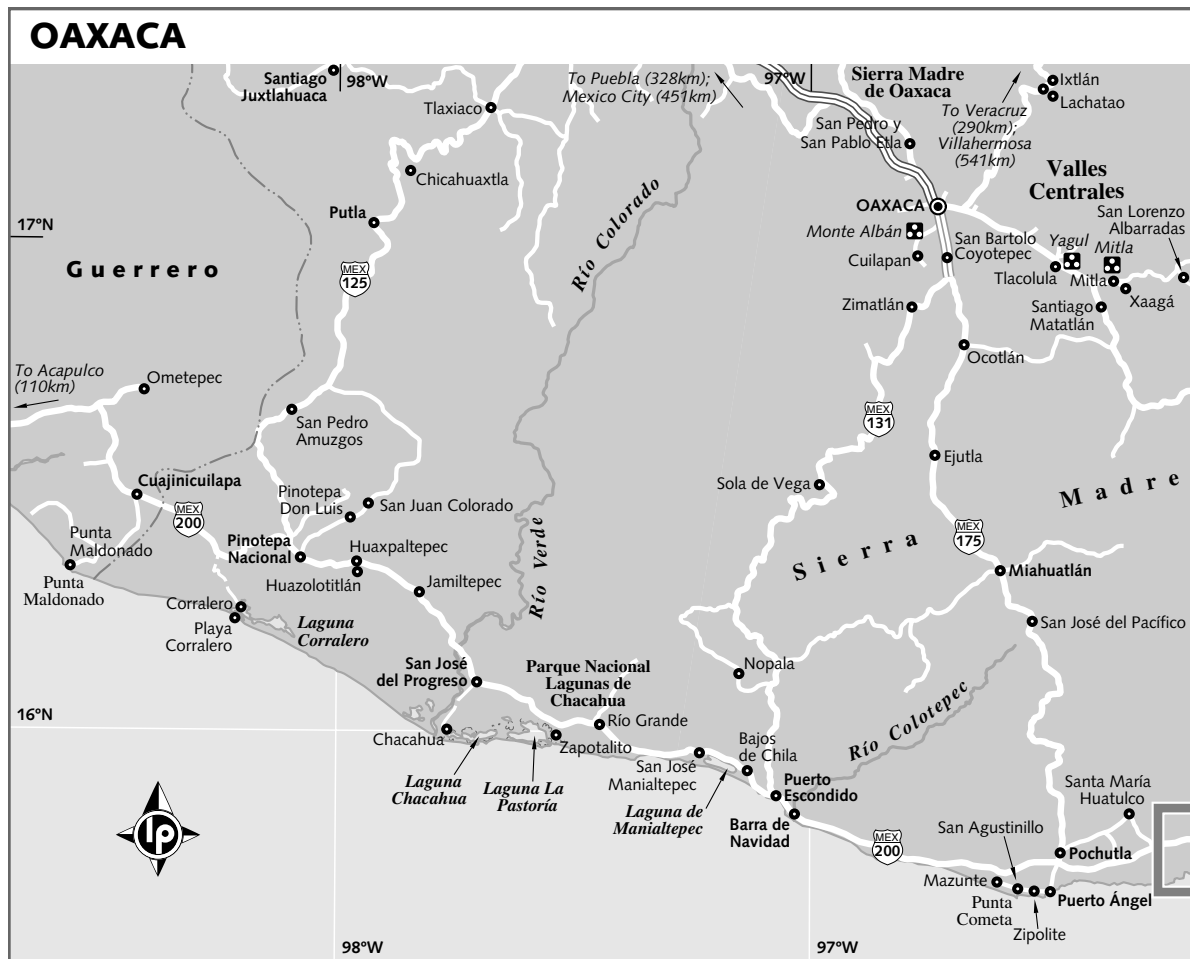 OAXACA
Santiago
Juxtlahuaca
98°W
To Puebla (328km);
Mexico City (451km)
97°W
Sierra Madre
de Oaxaca
Ixtlán
Lachatao
Tlaxiaco
To Veracruz
(290km);
Villahermosa
(541km)
San Pedro y
San Pablo Etla
Chicahuaxtla
Río Colorado
Valles
Centrales
Putla
OAXACA
San Lorenzo
Albarradas
17°N
Monte Albán
San Bartolo
Coyotepec
Yagul
Mitla
Guerrero
MEX
125
Cuilapan
Tlacolula
Mitla
Xaagá
Zimatlán
Santiago
Matatlán
Ocotlán
To Acapulco
(110km)
Ometepec
San Pedro
Amuzgos
MEX
131
Ejutla
Cuajinicuilapa
Pinotepa
Don Luis
San Juan Colorado
Sola de Vega
Sierra Madre
MEX
200
Punta
Maldonado
Pinotepa
Nacional
Huaxpaltepec
Río Verde
MEX
175
Punta
Maldonado
Huazolotitlán
Jamiltepec
Miahuatlán
Corralero
Playa
Corralero
Laguna
Corralero
San José del Pacífico
San José
del Progreso
Parque Nacional
Lagunas de
Chacahua
Nopala
Río Colotepec
16°N
Chacahua
Río Grande
Zapotalito
Bajos
de Chila
San José
Manialtepec
Laguna
Chacahua
Laguna La
Pastoría
Laguna de
Manialtepec
Puerto
Escondido
Santa María
Huatulco
lp
Barra de
Navidad
MEX
200
San Agustinillo
Pochutla
Mazunte
Punta
Cometa
Puerto Ángel
Zipolite
98°W
97°W